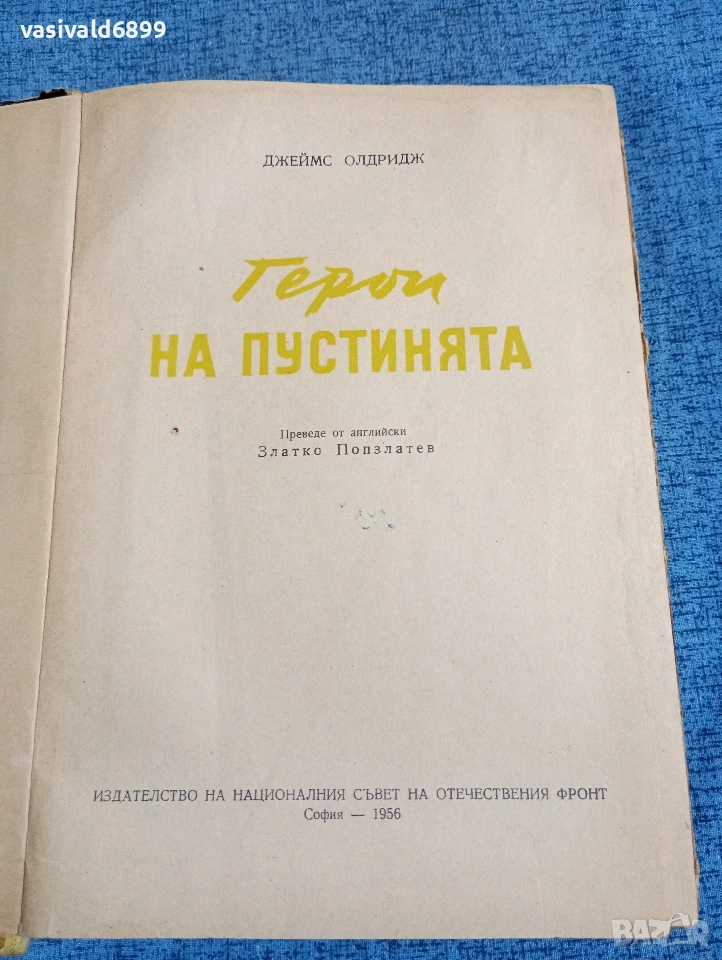 vasivald6899
ДЖЕЙМС ОЛДРИДЖ
Герои
НА ПУСТИНЯТА
Преведе от английски
Златко Попзлатев
ИЗДАТЕЛСТВО НА НАЦИОНАЛНИЯ СЪВЕТ НА ОТЕЧЕСТВЕНИЯ ФРОНТ
София — 1956
BAZAR